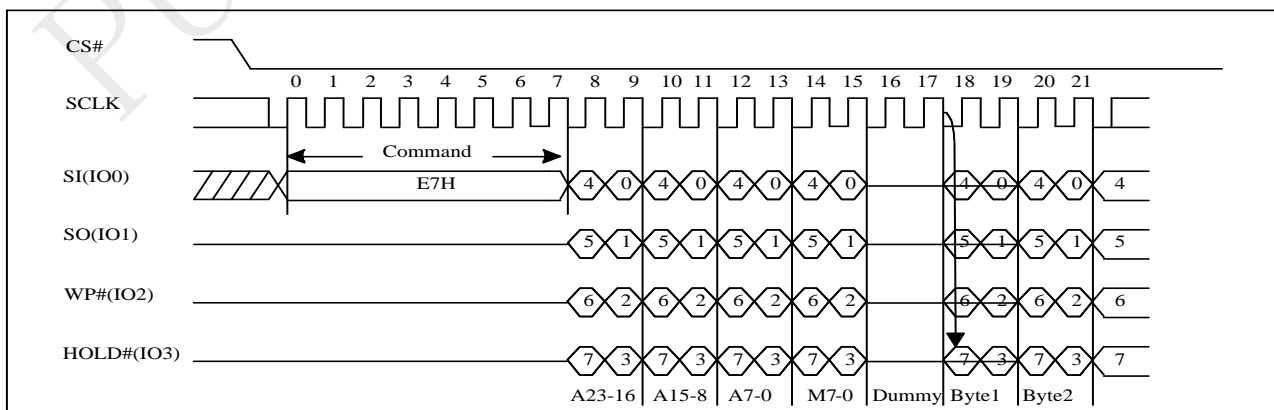 CS#
0 1 2 3 4 5 6 7 8 9 10 11 12 13 14 15 16 17 18 19 20 21
SCLK
Command
SI(IO0) E7H 4 0 4 0 4 0 4 0 4 0 4 0 4
SO(IO1) 5 1 5 1 5 1 5 1 5 1 5 1 5
WP#(IO2) 6 2 6 2 6 2 6 2 6 2 6 2 6
HOLD#(IO3) 7 3 7 3 7 3 7 3 7 3 7 3 7
A23-16 A15-8 A7-0 M7-0 Dummy Byte1 Byte2